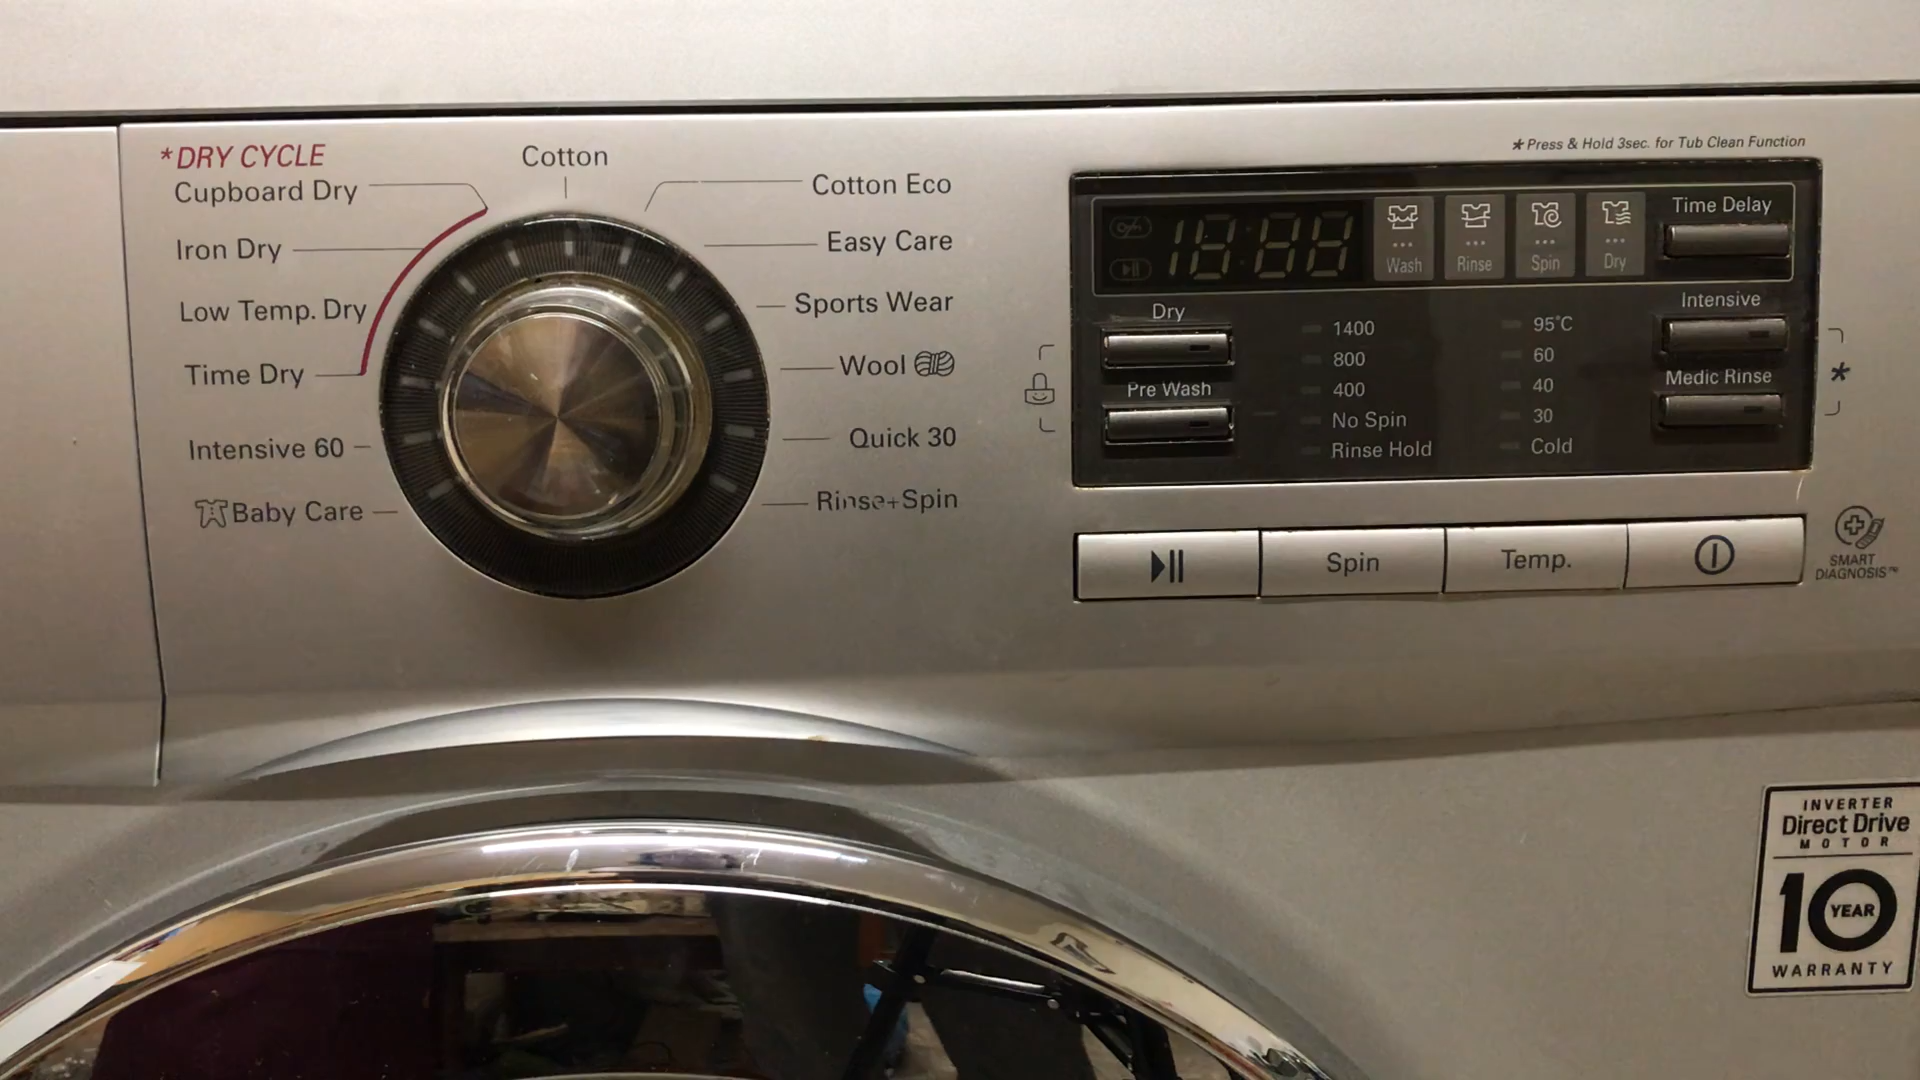 *DRY CYCLE
Cupboard Dry
Iron Dry
Low Temp. Dry
Time Dry
Intensive 60
Baby Care
Cotton
Cotton Eco
Easy Care
Sports Wear
Wool
Quick 30
Rinse+Spin
*Press & Hold 3sec. for Tub Clean Function
18:88
Wash
Rinse
Spin
Dry
Time Delay
Dry
Pre Wash
1400
800
400
No Spin
Rinse Hold
95°C
60
40
30
Cold
Intensive
Medic Rinse
*
Spin
Temp.
SMART
DIAGNOSIS™
INVERTER
Direct Drive
MOTOR
10 YEAR
WARRANTY